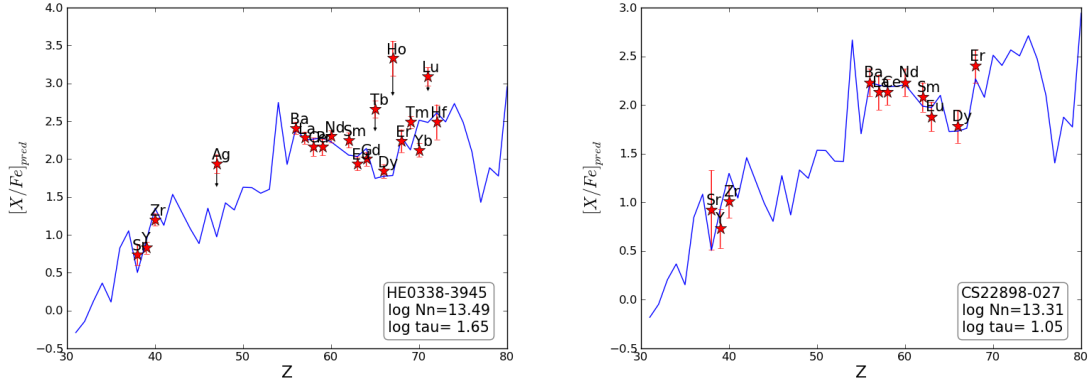 4.0
3.5
3.0
2.5
2.0
1.5
1.0
0.5
0.0
−0.5
[X/Fe]pred
30 40 50 60 70 80
Z
Sr Y Zr Ag Ba La Ce Pr Nd Sm Eu Gd Tb Dy Ho Er Tm Yb Lu Hf
HE0338-3945
log Nn=13.49
log tau= 1.65
3.0
2.5
2.0
1.5
1.0
0.5
0.0
−0.5
[X/Fe]pred
30 40 50 60 70 80
Z
Sr Y Zr Ba La Ce Nd Sm Eu Dy Er
CS22898-027
log Nn=13.31
log tau= 1.05